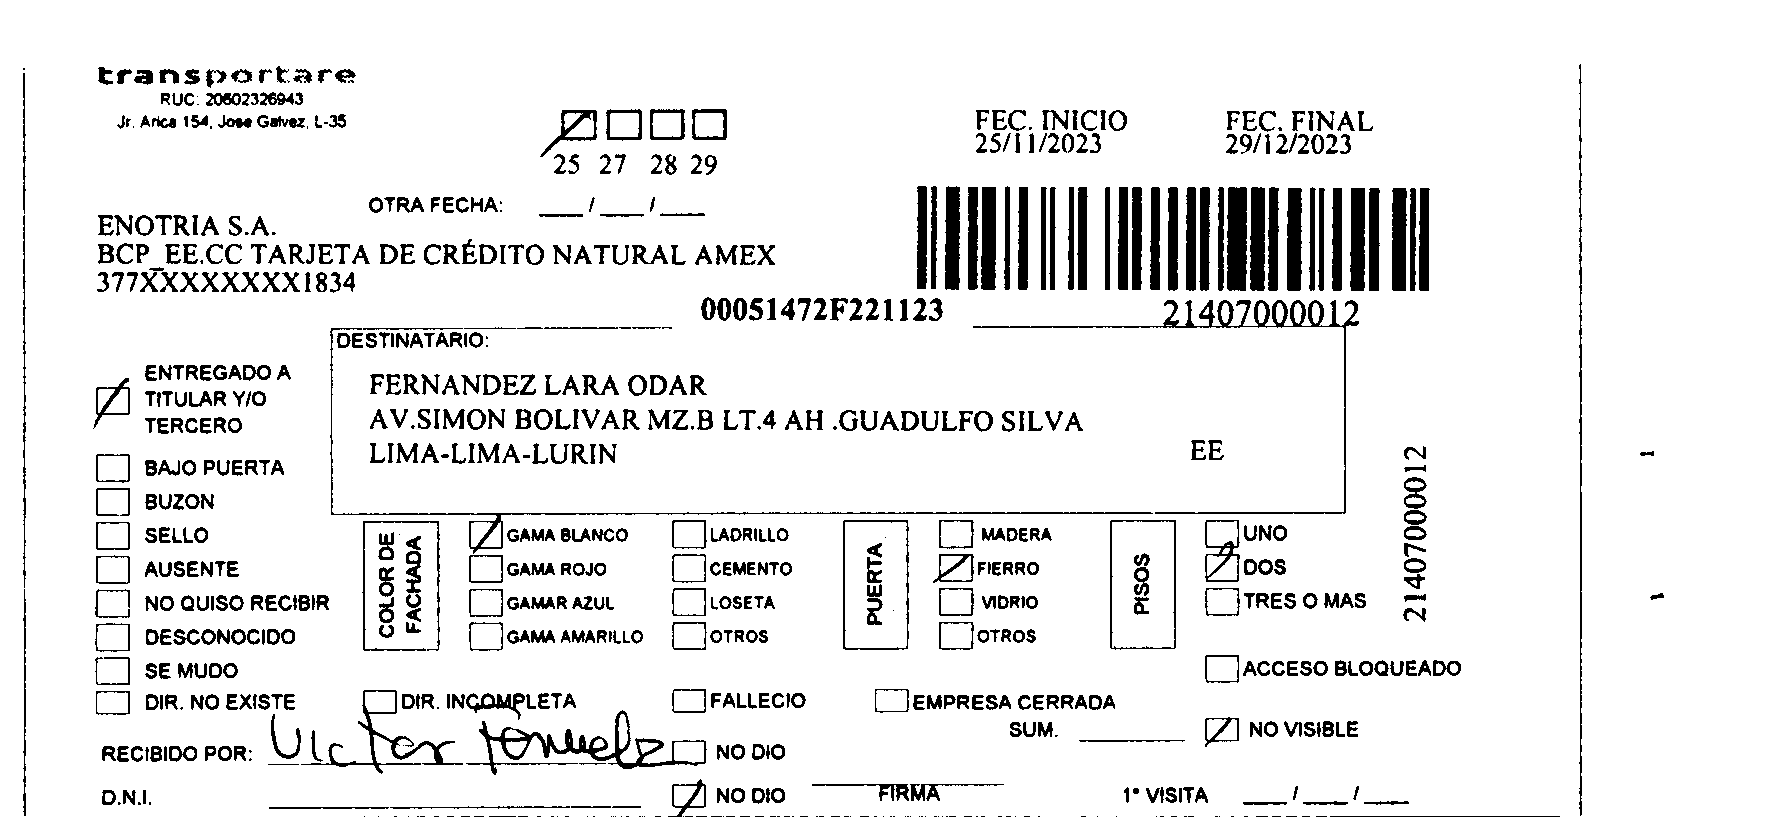 transportare
RUC: 20602326943
Jr. Arica 154, Jose Galvez, L-35
25 27 28 29
FEC. INICIO
25/11/2023
FEC. FINAL
29/12/2023
OTRA FECHA: ___/___/___
ENOTRIA S.A.
BCP_EE.CC TARJETA DE CRÉDITO NATURAL AMEX
377XXXXXXXXX1834
00051472F221123
21407000012
DESTINATARIO:
FERNANDEZ LARA ODAR
AV.SIMON BOLIVAR MZ.B LT.4 AH .GUADULFO SILVA
LIMA-LIMA-LURIN
EE
21407000012
ENTREGADO A
TITULAR Y/O
TERCERO
BAJO PUERTA
BUZON
SELLO
AUSENTE
NO QUISO RECIBIR
DESCONOCIDO
SE MUDO
DIR. NO EXISTE
COLOR DE
FACHADA
GAMA BLANCO
GAMA ROJO
GAMAR AZUL
GAMA AMARILLO
LADRILLO
CEMENTO
LOSETA
OTROS
PUERTA
MADERA
FIERRO
VIDRIO
OTROS
PISOS
UNO
DOS
TRES O MAS
ACCESO BLOQUEADO
DIR. INCOMPLETA
FALLECIO
EMPRESA CERRADA
SUM. ______
NO VISIBLE
RECIBIDO POR: Victor
NO DIO
D.N.I.
NO DIO
FIRMA
1° VISITA ___/___/___